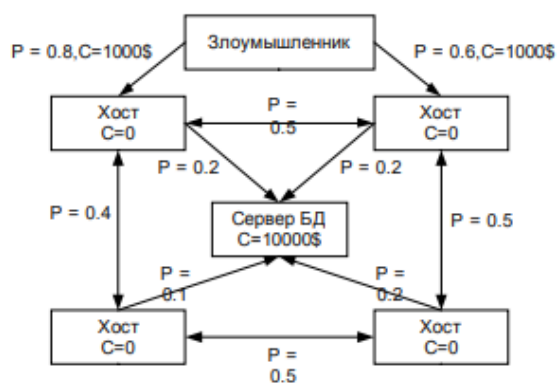 Злоумышленник
P = 0.8,C=1000$
P = 0.6,C=1000$
Хост
C=0
P =
0.5
Хост
C=0
P = 0.2
P = 0.2
P = 0.4
Сервер БД
C=10000$
P = 0.5
P =
0.1
P =
0.2
Хост
C=0
P =
0.5
Хост
C=0